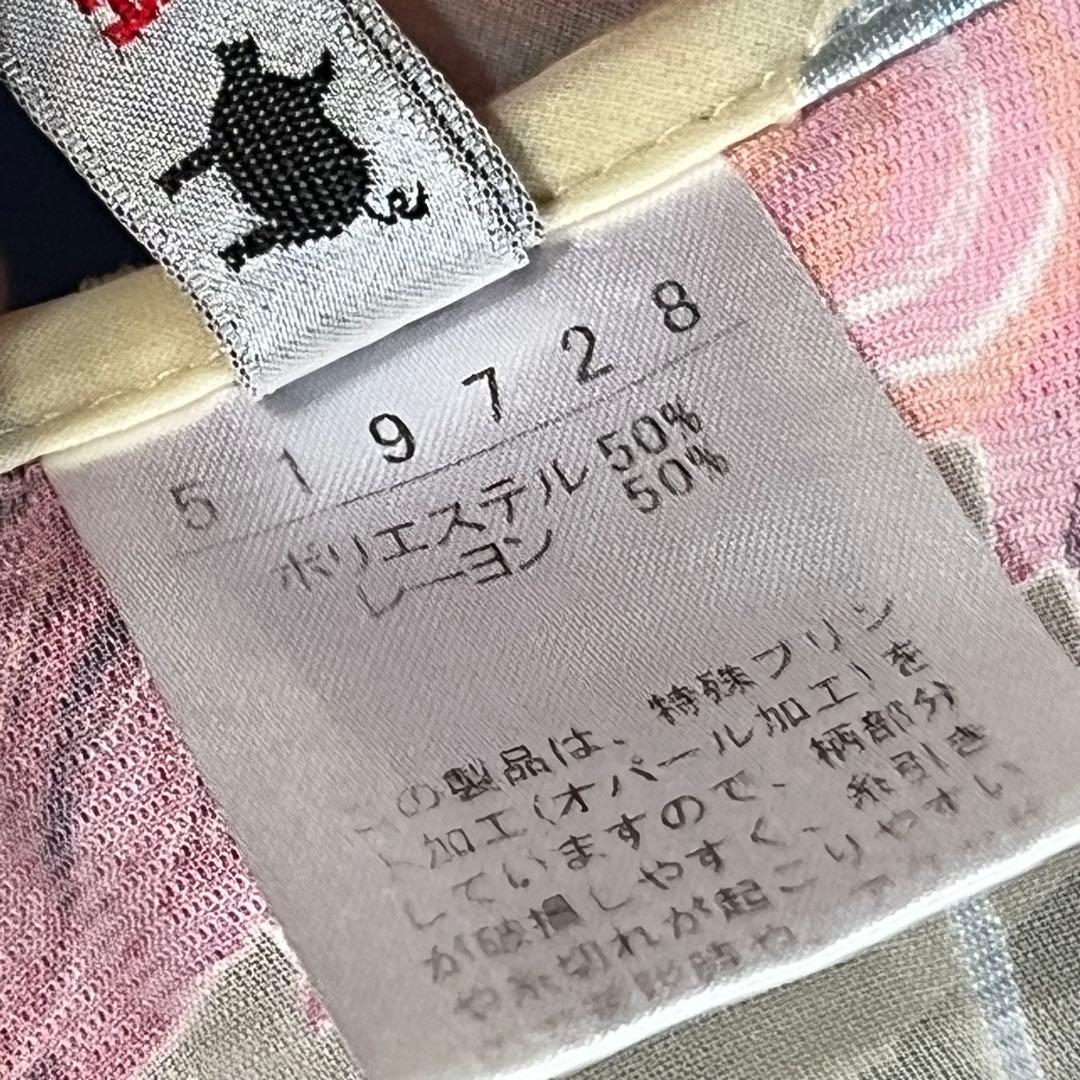 5 1 9 7 2 8
ポリエステル 50%
レーヨン 50%
この製品は、特殊プリン
ト加工(オパール加工)を
していますので、柄部分
が破損しやすく、糸引き
や糸切れが起こりやすい